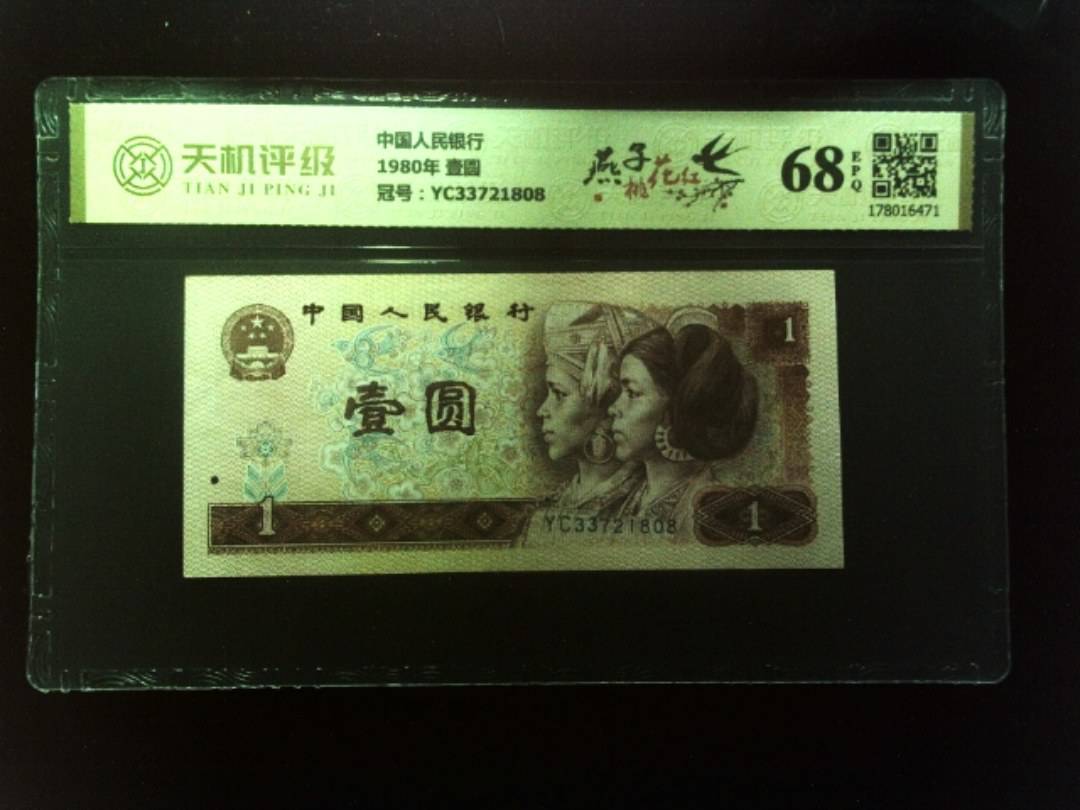 天机评级
TIAN JI PING JI
中国人民银行
1980年 壹圆
冠号：YC33721808
燕子
桃花红
68
EPQ
178016471
中国人民银行
壹圆
1
1
YC33721808
1